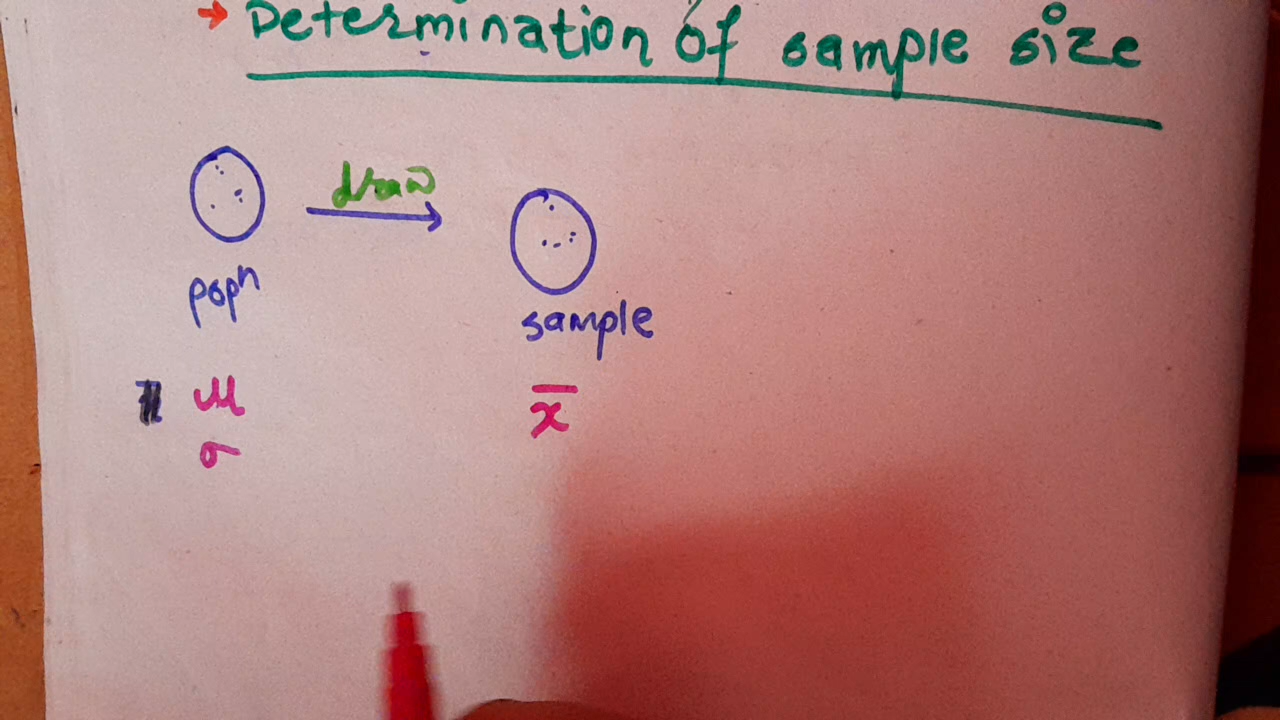 → Determination of sample size
draw
popn
sample
μ x̄
σ